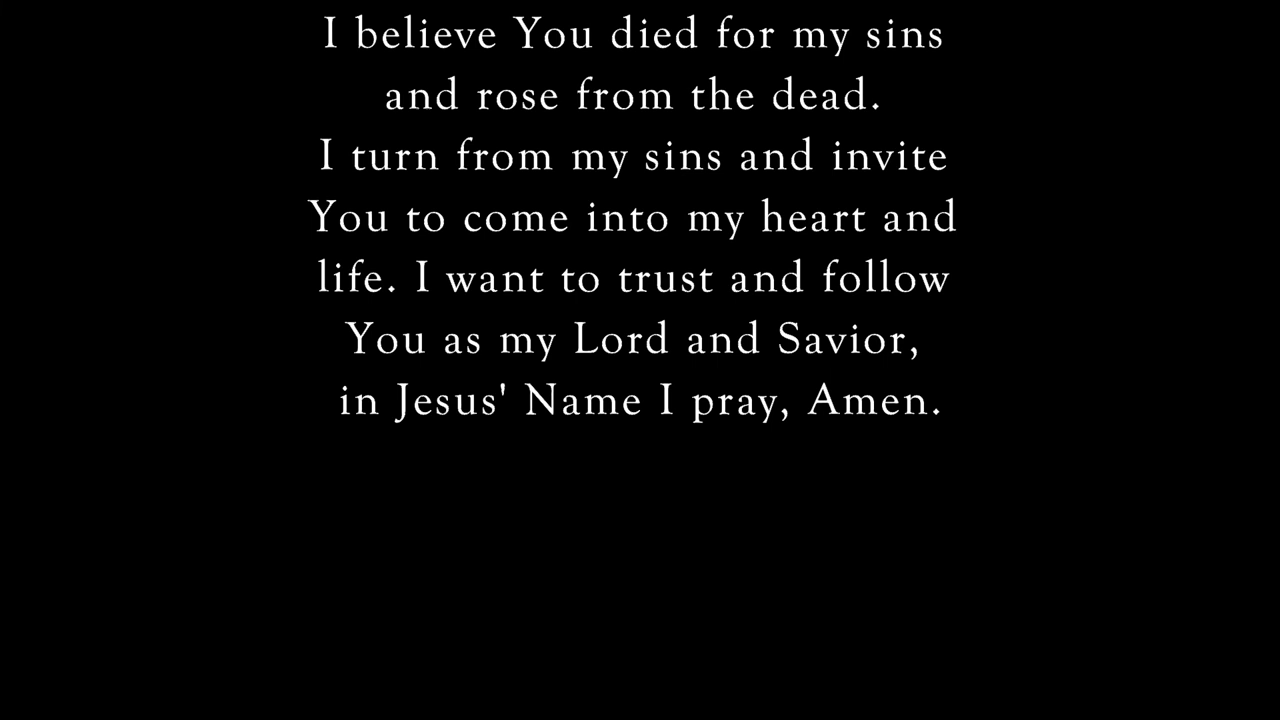 I believe You died for my sins
and rose from the dead.
I turn from my sins and invite
You to come into my heart and
life. I want to trust and follow
You as my Lord and Savior,
in Jesus' Name I pray, Amen.